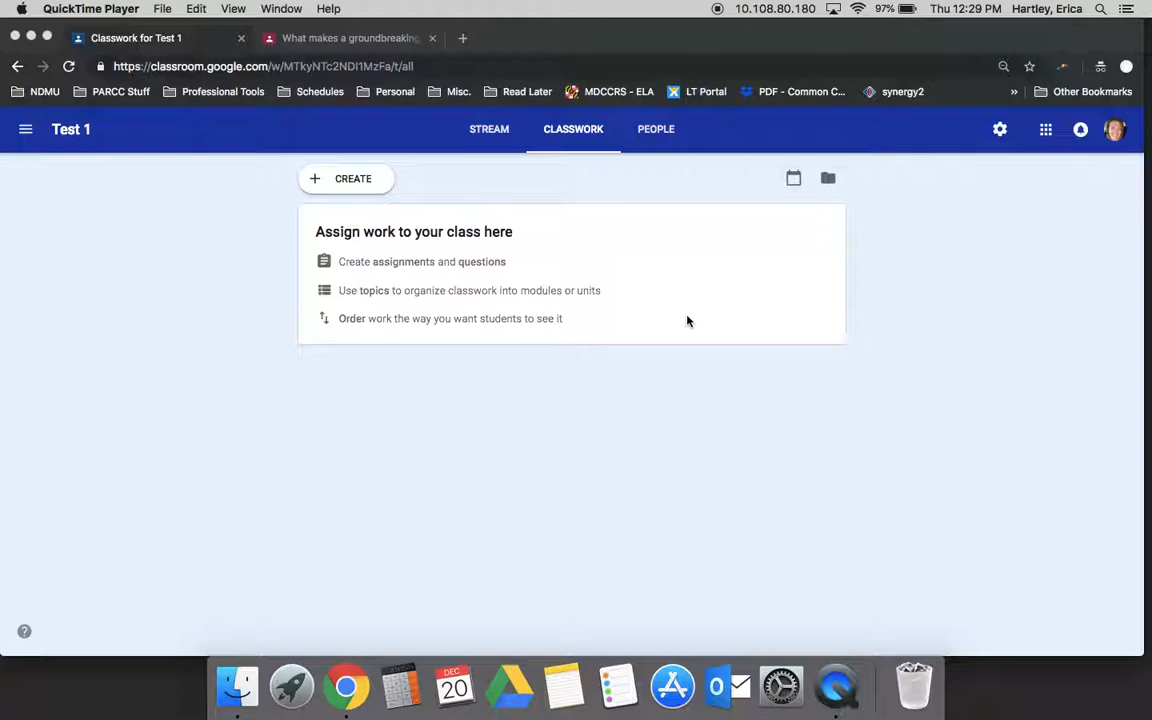 QuickTime Player File Edit View Window Help 10.108.80.180 97% Thu 12:29 PM Hartley, Erica
Classwork for Test 1 What makes a groundbreaking
https://classroom.google.com/w/MTkyNTc2NDI1MzFa/t/all
NDMU PARCC Stuff Professional Tools Schedules Personal Misc. Read Later MDCCRS - ELA LT Portal PDF - Common C... synergy2 » Other Bookmarks
Test 1 STREAM CLASSWORK PEOPLE
+ CREATE
Assign work to your class here
Create assignments and questions
Use topics to organize classwork into modules or units
Order work the way you want students to see it
DEC
20